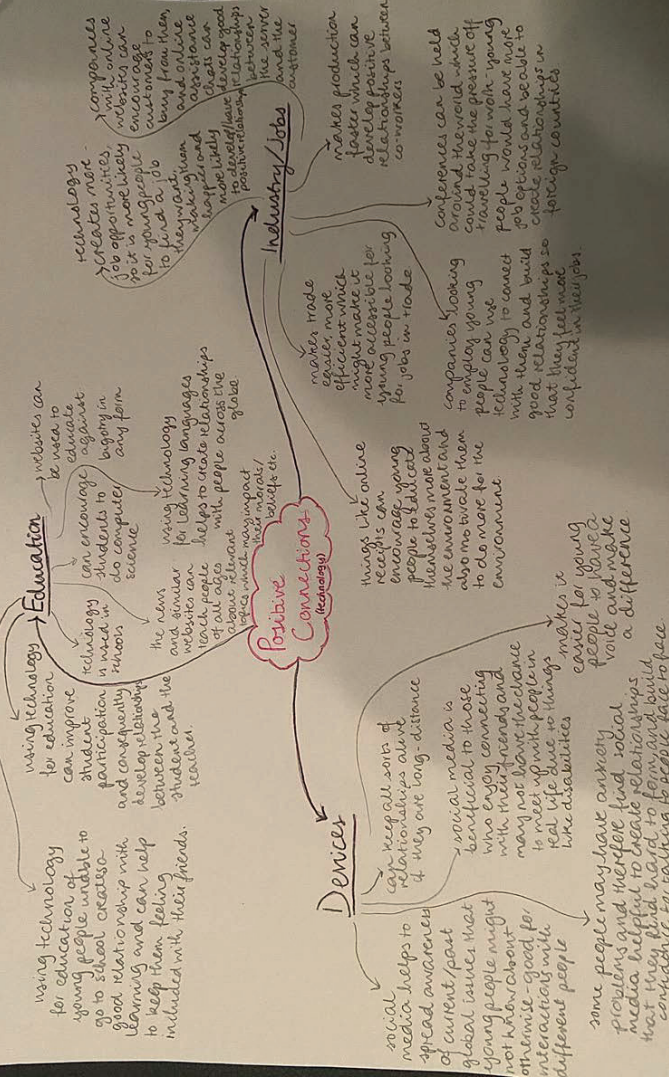 Positive
Connections
(technology)
Education
using technology
for education of
young people unable to
go to school creates a
good relationship with
learning and can help
to keep them feeling
included with their friends.
using technology
for education
can improve
student
participation
and consequently
develop relationships
between the
student and the
teacher.
technology
is used in
schools
can encourage
students to
do computer
science
websites can
be used to
educate
against
bigotry in
any form
the news
and similar
websites can
teach people
of all ages
about relevant
topics which may impact
their morals/
beliefs etc.
using technology
for learning languages
helps to create relationships
with people across the
globe.
Industry/jobs
technology
creates more
job opportunities,
so it is more likely
for young people
to find a job
they want,
making them
happier and
more likely
to develop/have
positive relationships
companies
with online
websites can
encourage
customers to
buy from them
and online
assistance
chats can
develop good
relationships
between
the server
and the
customer
makes production
faster which can
develop positive
relationships between
co-workers
conferences can be held
around the world which
could take the pressure off
travelling for work - young
people would have more
job options and be able to
create relationships in
foreign countries
makes trade
easier, more
efficient which
might make it
more accessible for
young people looking
for jobs in trade
companies looking
to employ young
people can use
technology to connect
with them and build
good relationships so
that they feel more
confident in their jobs.
things like online
receipts can
encourage young
people to educate
themselves more about
the environment and
also motivate them
to do more for the
environment
Devices
social
media helps to
spread awareness
of current/past
global issues that
young people might
not know about
otherwise - good for
interactions with
different people
can keep all sorts of
relationships alive
if they are long-distance
social media is
beneficial to those
who enjoy connecting
with their friends and
may not have the chance
to meet up with people in
real life due to things
like disabilities
makes it
easier for young
people to have a
voice and make
a difference.
some people may have anxiety
problems and therefore find social
media helpful to create relationships
that they find hard to form and build
face to face